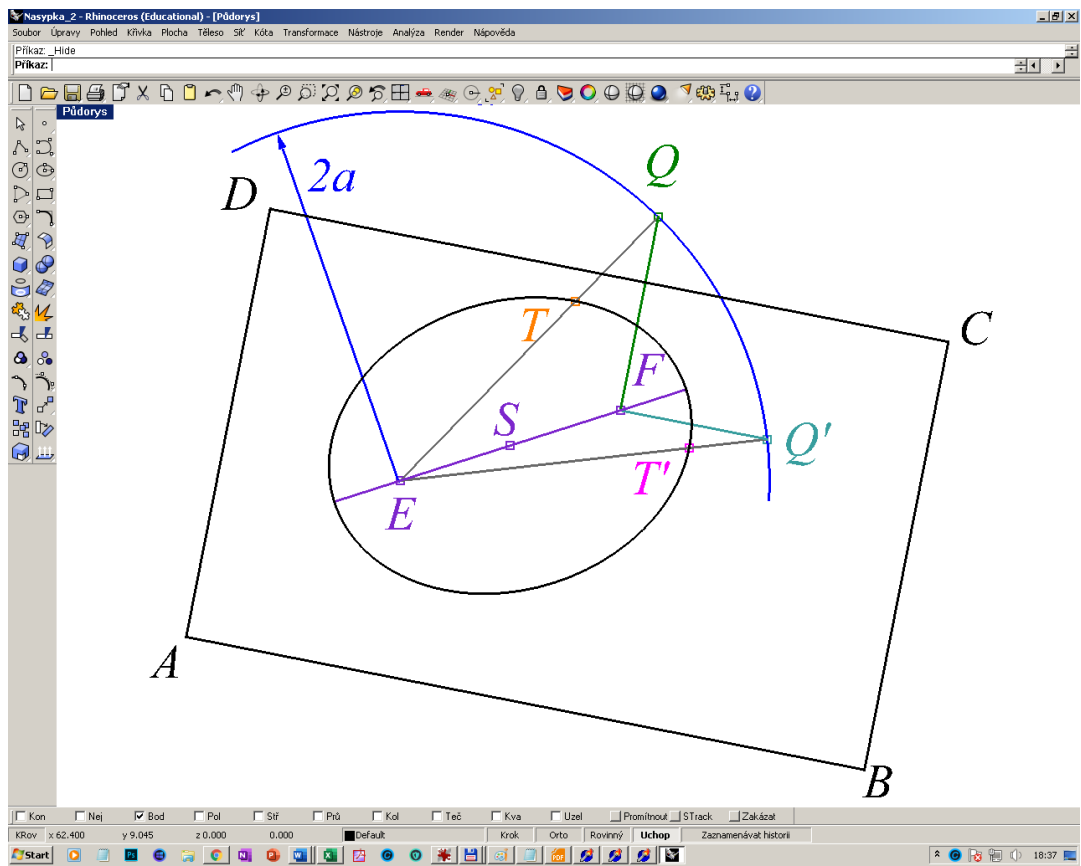 Nasypka_2 - Rhinoceros (Educational) - [Půdorys]
Soubor Úpravy Pohled Křivka Plocha Těleso Síť Kóta Transformace Nástroje Analýza Render Nápověda
Příkaz: _Hide
Příkaz:
Půdorys
2a
Q
D
T
C
F
S
Q'
T'
E
A
B
Kon Nej Bod Pol Stř Prů Kol Teč Kva Uzel Promítnout STrack Zakázat
KRov x 62.400 y 9.045 z 0.000 0.000 Default Krok Orto Rovinný Uchop Zaznamenávat historii
Start 18:37